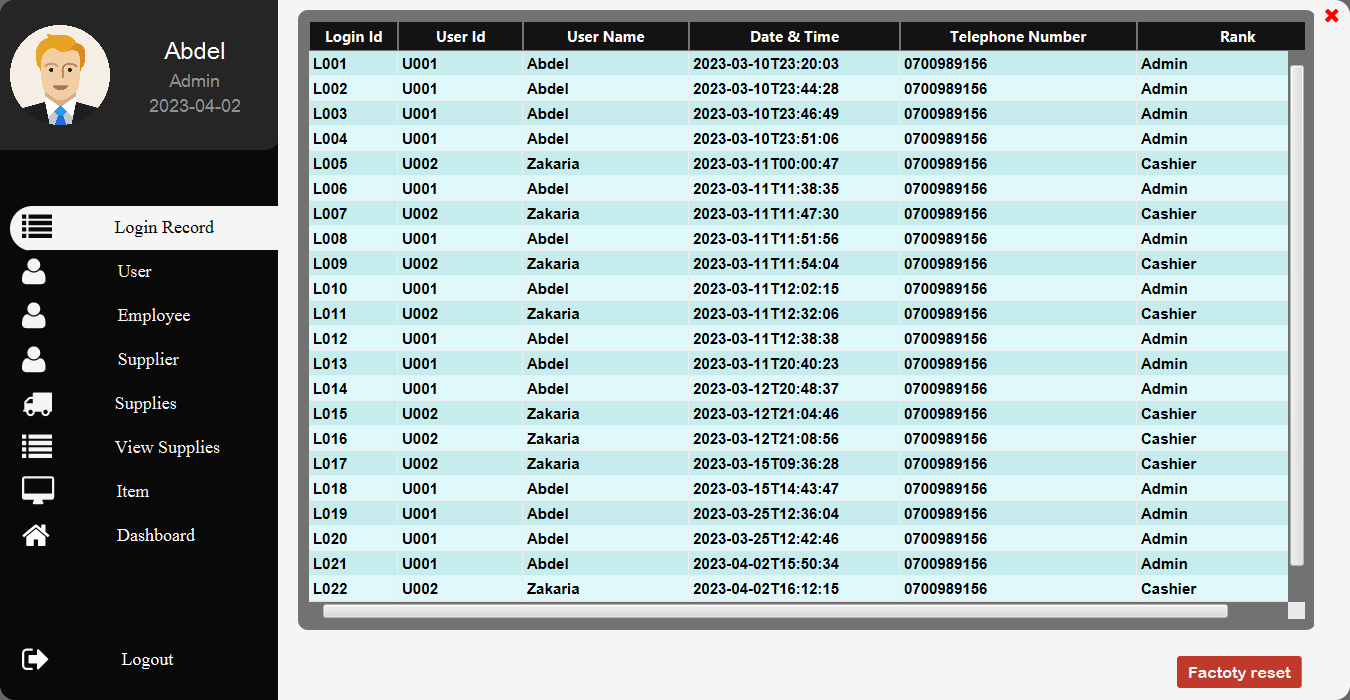 Abdel
Admin
2023-04-02
Login Record
User
Employee
Supplier
Supplies
View Supplies
Item
Dashboard
Logout
Login Id User Id User Name Date & Time Telephone Number Rank
L001 U001 Abdel 2023-03-10T23:20:03 0700989156 Admin
L002 U001 Abdel 2023-03-10T23:44:28 0700989156 Admin
L003 U001 Abdel 2023-03-10T23:46:49 0700989156 Admin
L004 U001 Abdel 2023-03-10T23:51:06 0700989156 Admin
L005 U002 Zakaria 2023-03-11T00:00:47 0700989156 Cashier
L006 U001 Abdel 2023-03-11T11:38:35 0700989156 Admin
L007 U002 Zakaria 2023-03-11T11:47:30 0700989156 Cashier
L008 U001 Abdel 2023-03-11T11:51:56 0700989156 Admin
L009 U002 Zakaria 2023-03-11T11:54:04 0700989156 Cashier
L010 U001 Abdel 2023-03-11T12:02:15 0700989156 Admin
L011 U002 Zakaria 2023-03-11T12:32:06 0700989156 Cashier
L012 U001 Abdel 2023-03-11T12:38:38 0700989156 Admin
L013 U001 Abdel 2023-03-11T20:40:23 0700989156 Admin
L014 U001 Abdel 2023-03-12T20:48:37 0700989156 Admin
L015 U002 Zakaria 2023-03-12T21:04:46 0700989156 Cashier
L016 U002 Zakaria 2023-03-12T21:08:56 0700989156 Cashier
L017 U002 Zakaria 2023-03-15T09:36:28 0700989156 Cashier
L018 U001 Abdel 2023-03-15T14:43:47 0700989156 Admin
L019 U001 Abdel 2023-03-25T12:36:04 0700989156 Admin
L020 U001 Abdel 2023-03-25T12:42:46 0700989156 Admin
L021 U001 Abdel 2023-04-02T15:50:34 0700989156 Admin
L022 U002 Zakaria 2023-04-02T16:12:15 0700989156 Cashier
Factoty reset